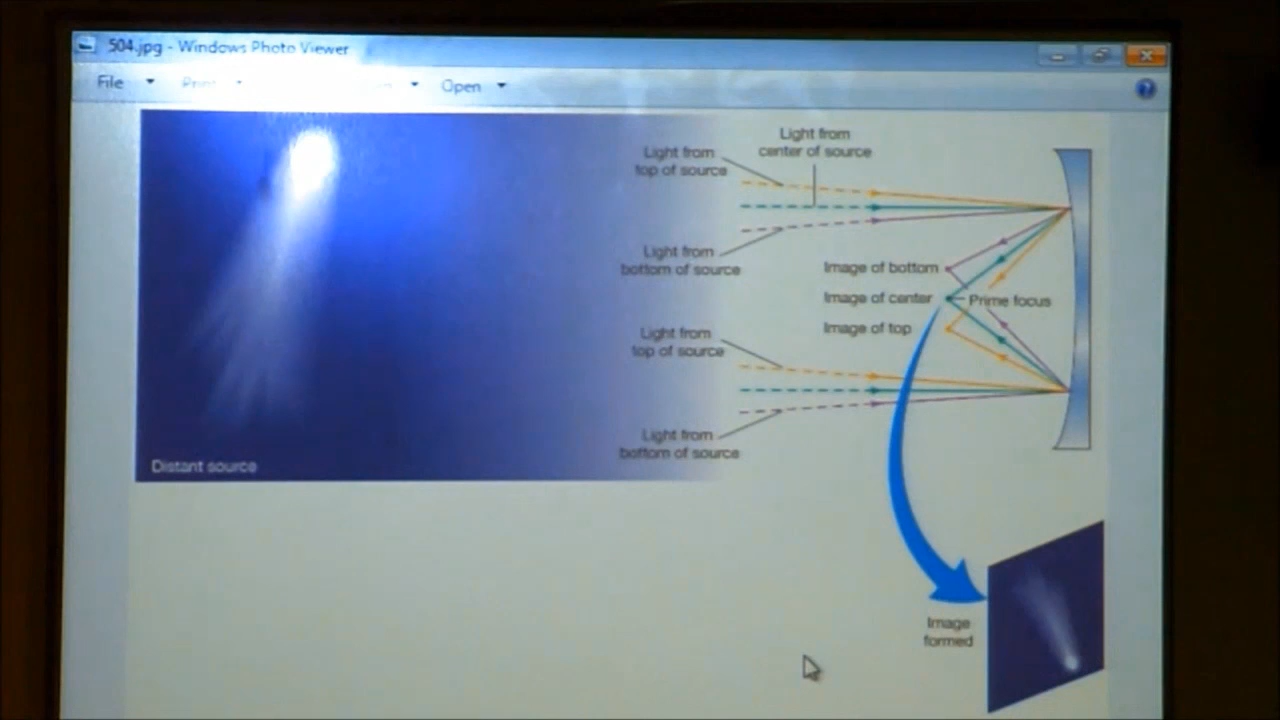 504.jpg - Windows Photo Viewer
File Print Open
Light from
center of source
Light from
top of source
Light from
bottom of source
Image of bottom
Image of center
Prime focus
Image of top
Light from
top of source
Light from
bottom of source
Distant source
Image
formed